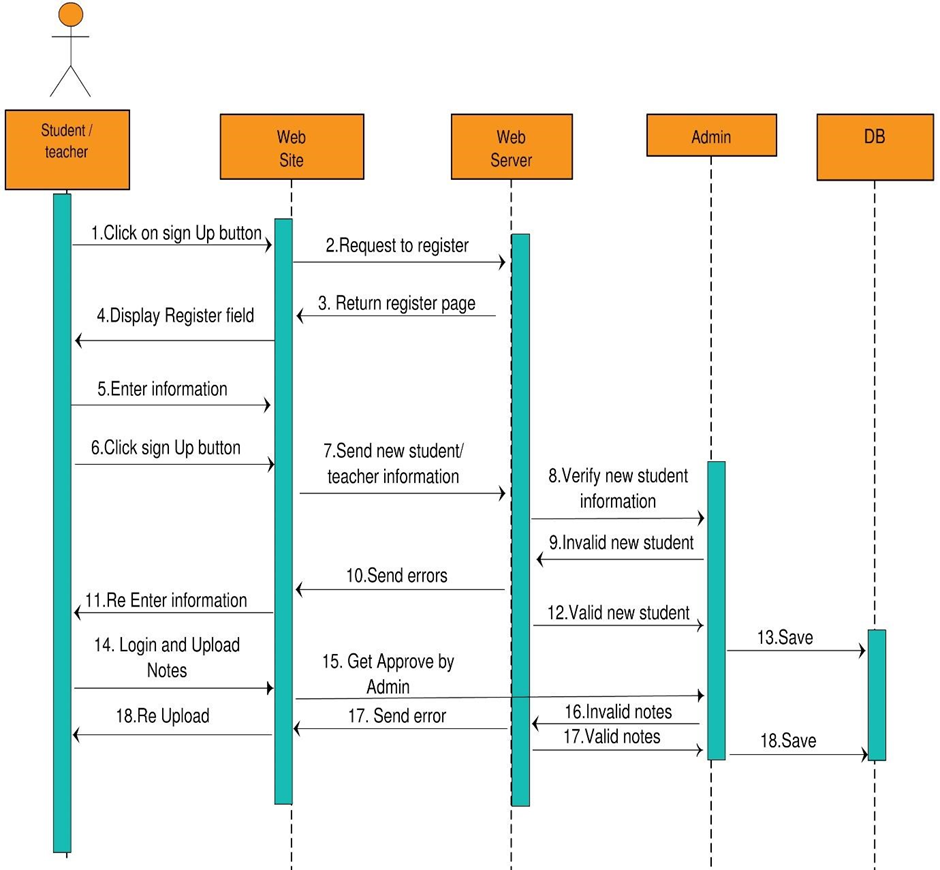 Student /
teacher
Web
Site
Web
Server
Admin
DB
1.Click on sign Up button
2.Request to register
3. Return register page
4.Display Register field
5.Enter information
6.Click sign Up button
7.Send new student/
teacher information
8.Verify new student
information
9.Invalid new student
10.Send errors
11.Re Enter information
12.Valid new student
13.Save
14. Login and Upload
Notes
15. Get Approve by
Admin
16.Invalid notes
17. Send error
18.Re Upload
17.Valid notes
18.Save